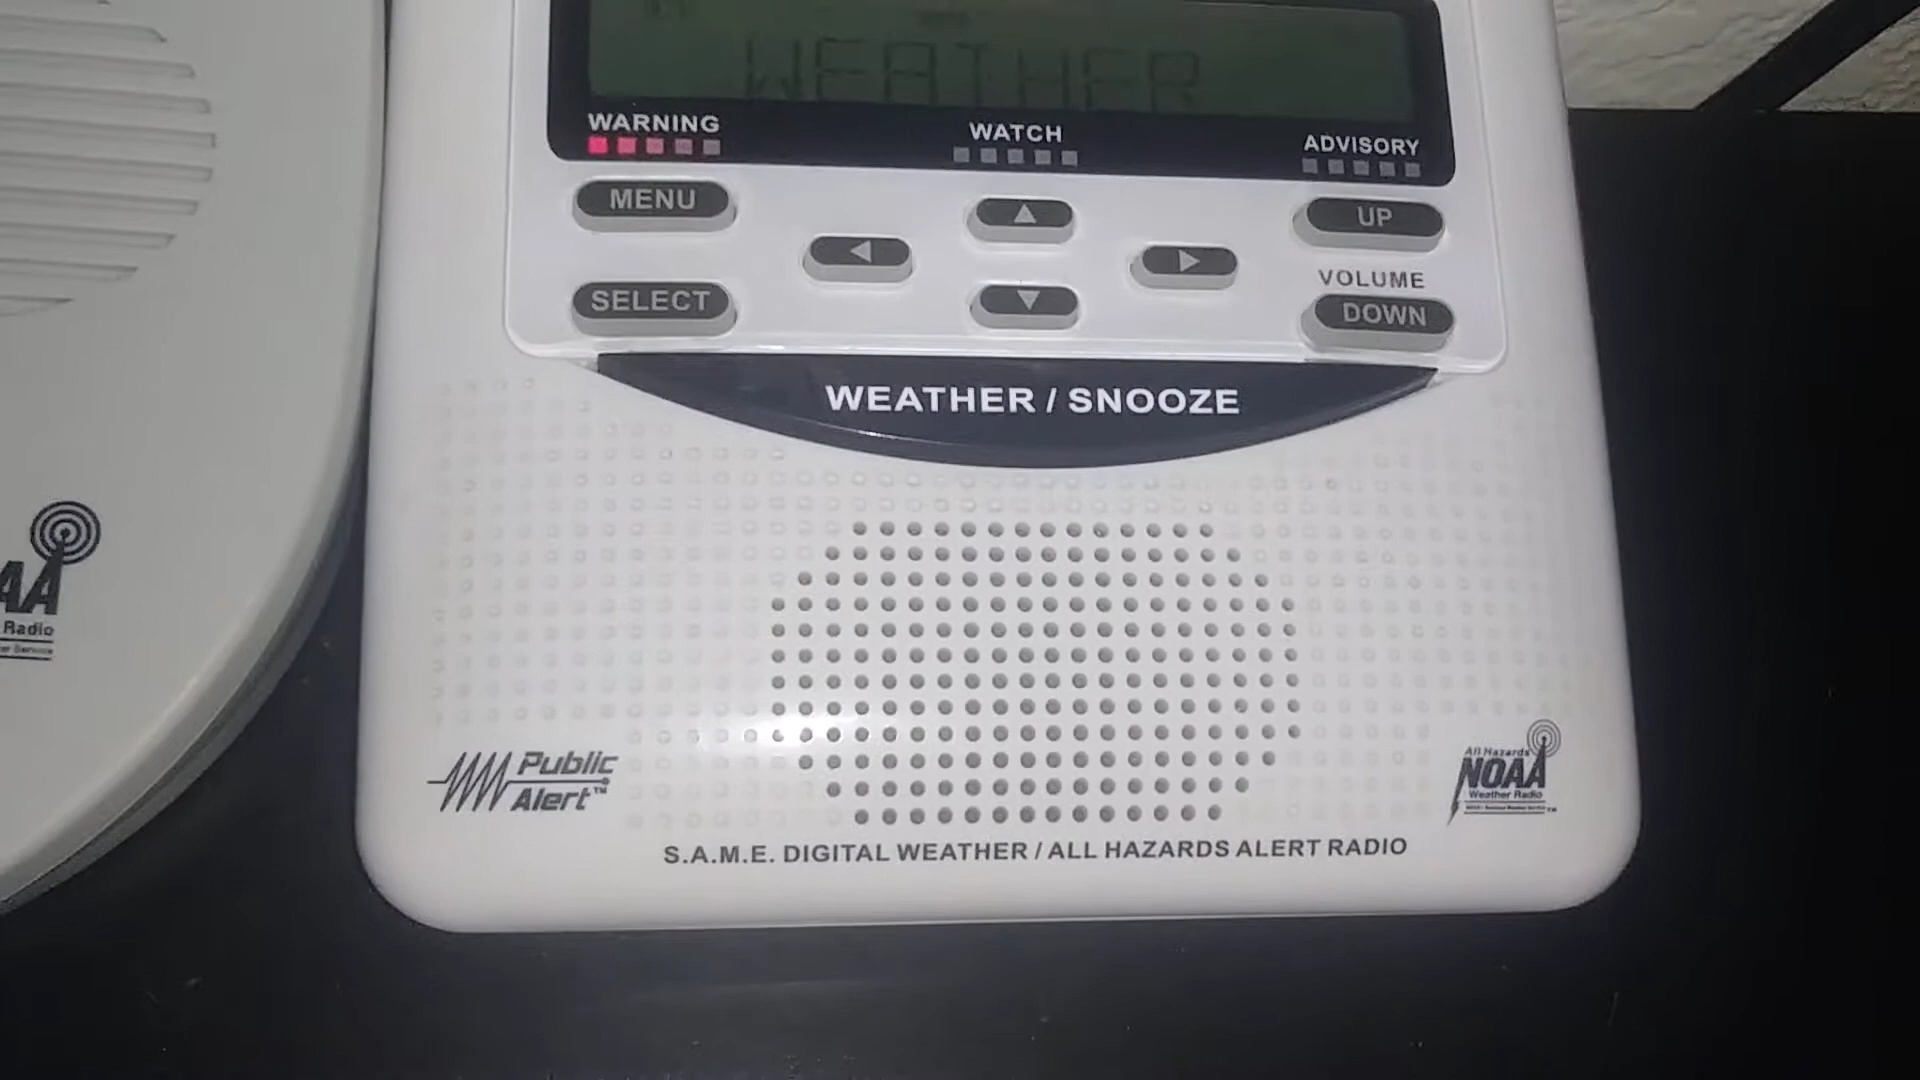 WEATHER
WARNING
WATCH
ADVISORY
MENU
UP
VOLUME
SELECT
DOWN
WEATHER / SNOOZE
AA
Radio
Public
Alert™
All Hazards
NOAA
Weather Radio
S.A.M.E. DIGITAL WEATHER / ALL HAZARDS ALERT RADIO